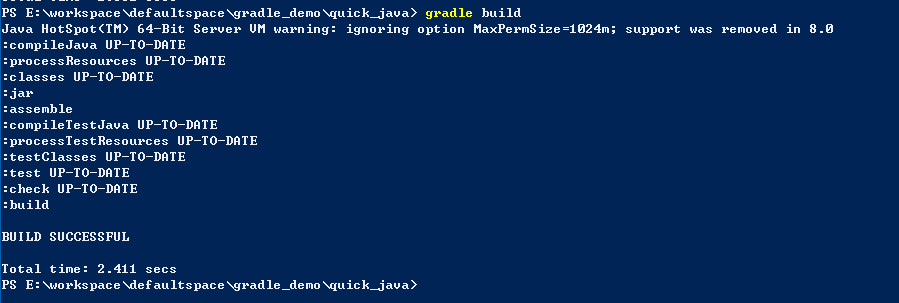 PS E:\workspace\defaultspace\gradle_demo\quick_java> gradle build
Java HotSpot(TM) 64-Bit Server VM warning: ignoring option MaxPermSize=1024m; support was removed in 8.0
:compileJava UP-TO-DATE
:processResources UP-TO-DATE
:classes UP-TO-DATE
:jar
:assemble
:compileTestJava UP-TO-DATE
:processTestResources UP-TO-DATE
:testClasses UP-TO-DATE
:test UP-TO-DATE
:check UP-TO-DATE
:build
BUILD SUCCESSFUL
Total time: 2.411 secs
PS E:\workspace\defaultspace\gradle_demo\quick_java>